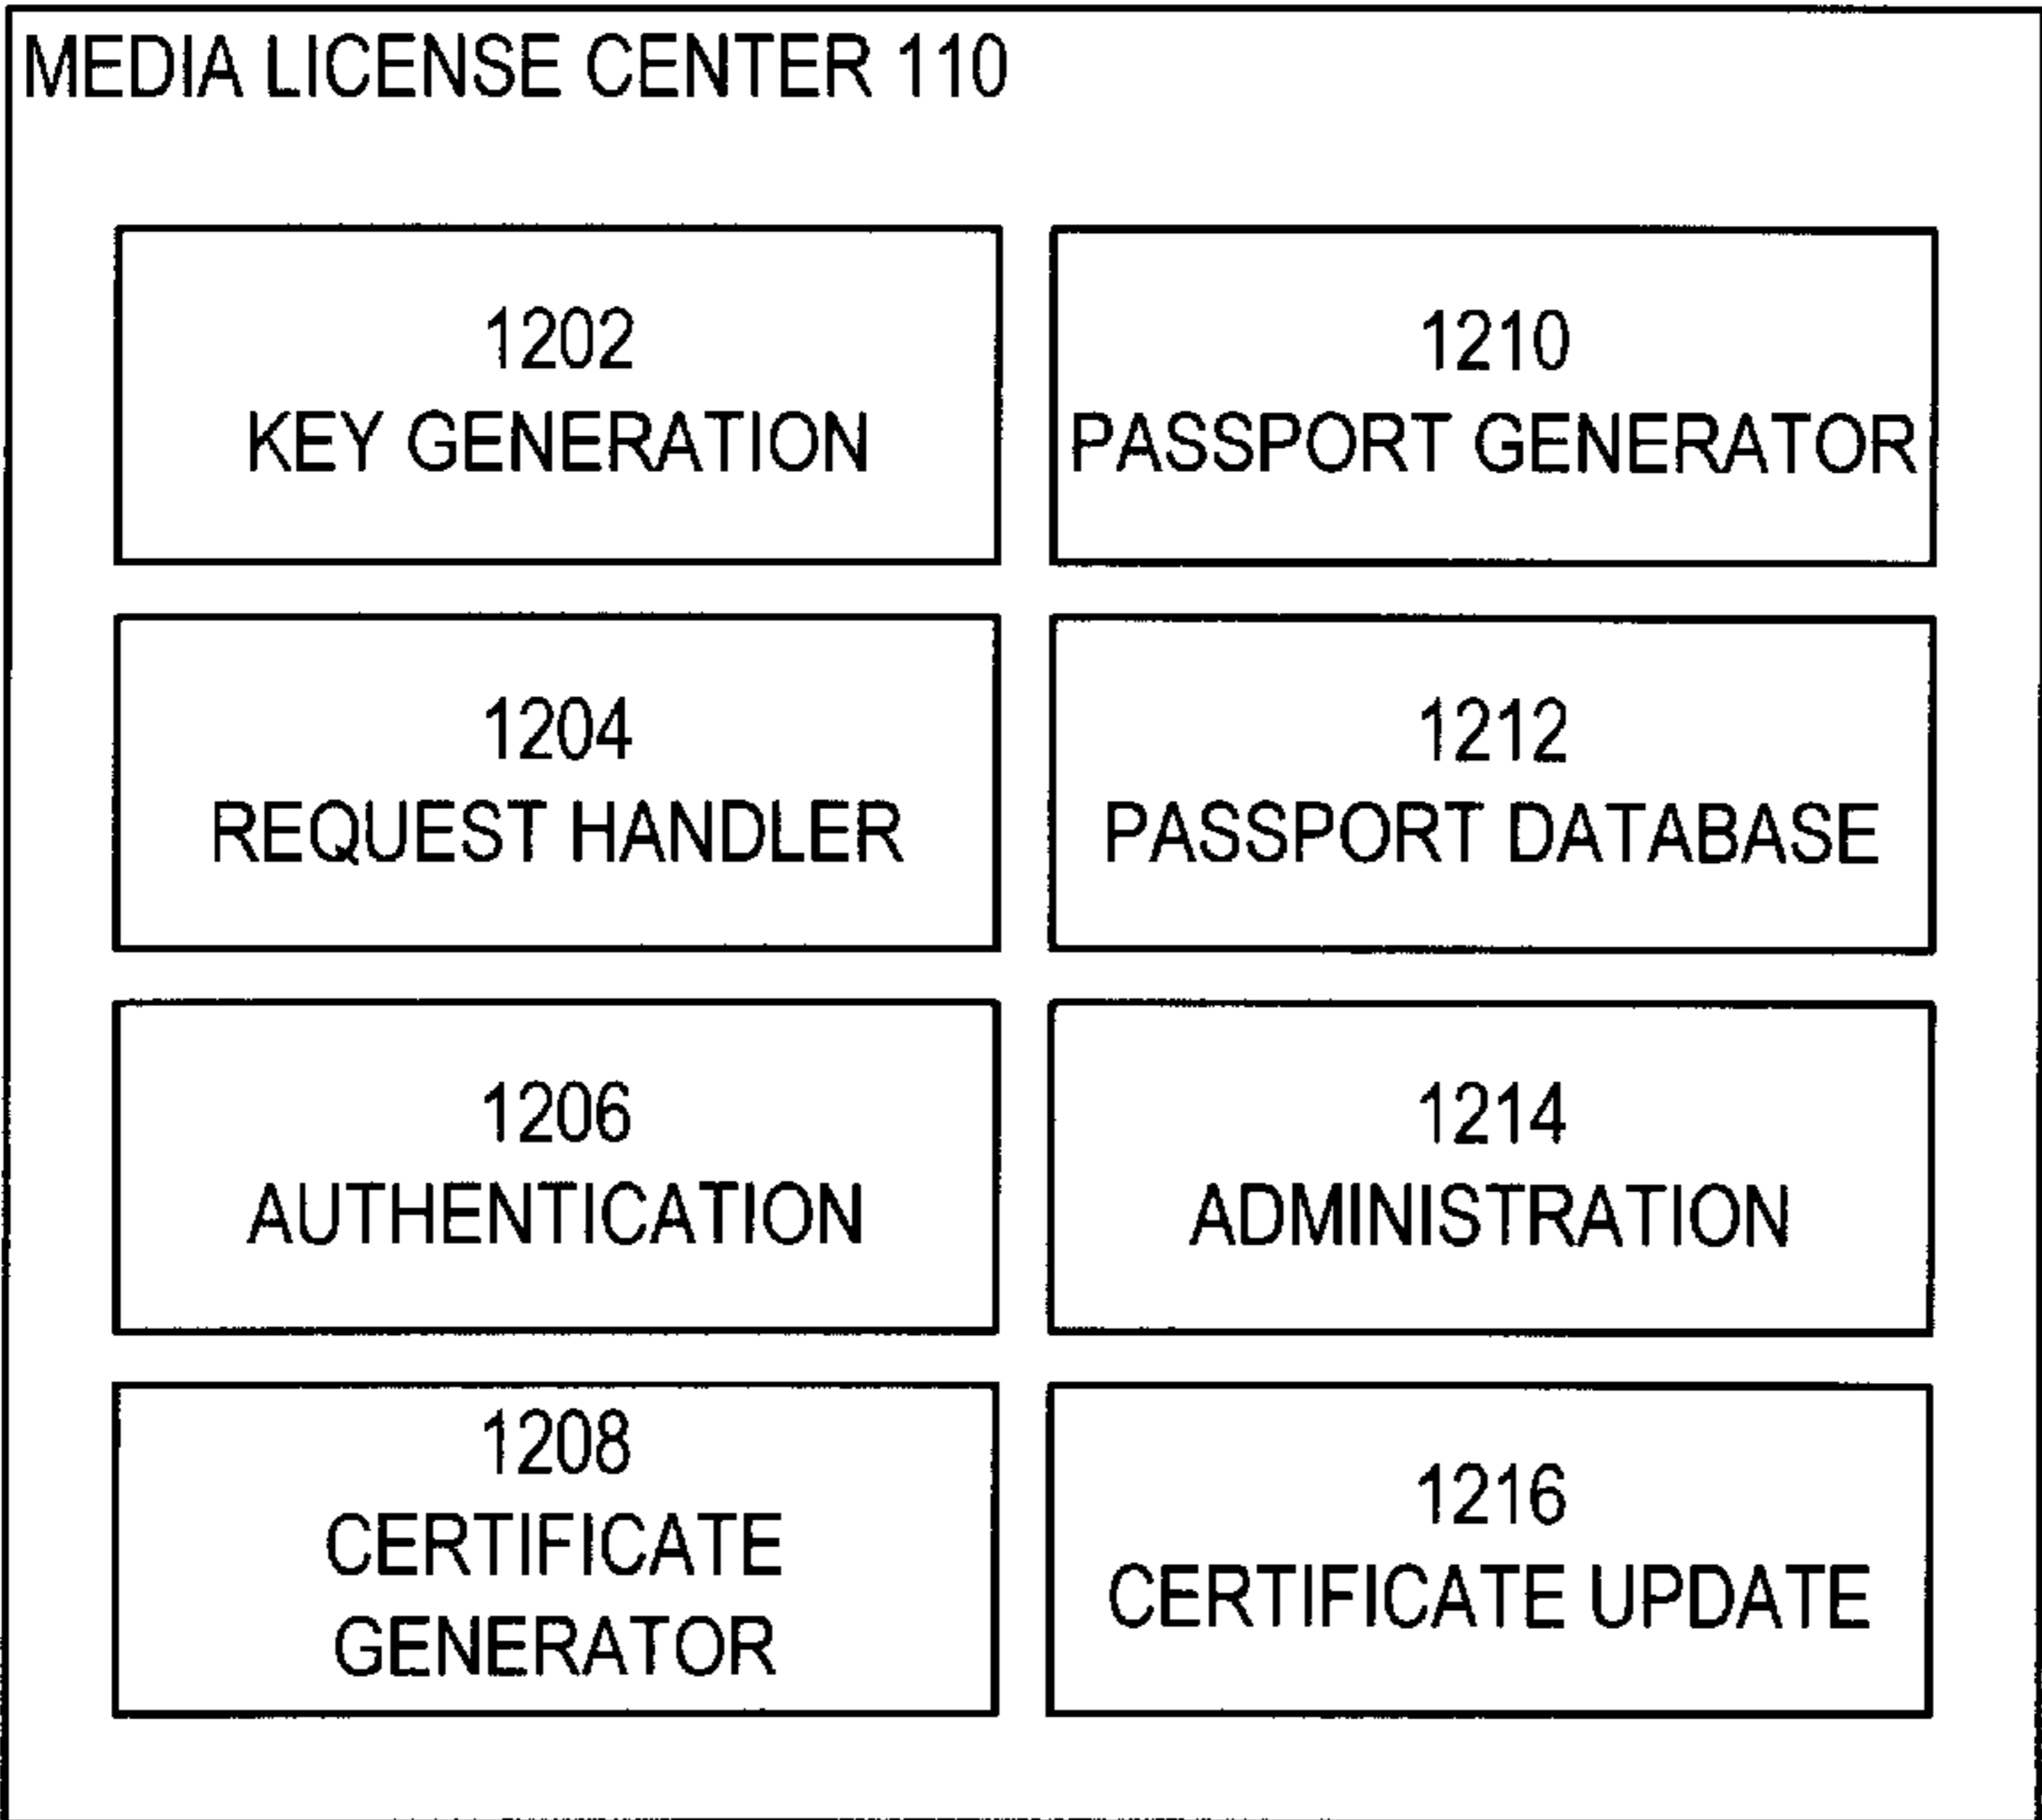 MEDIA LICENSE CENTER 110
1202
KEY GENERATION
1210
PASSPORT GENERATOR
1204
REQUEST HANDLER
1212
PASSPORT DATABASE
1206
AUTHENTICATION
1214
ADMINISTRATION
1208
CERTIFICATE
GENERATOR
1216
CERTIFICATE UPDATE